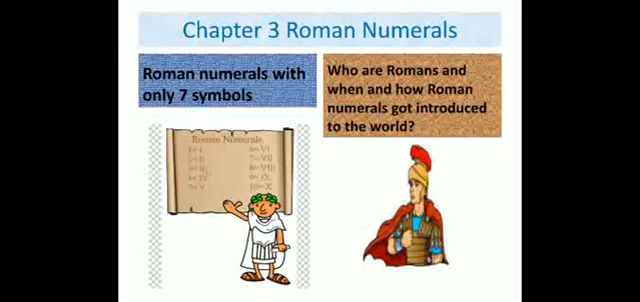 Chapter 3 Roman Numerals
Roman numerals with
only 7 symbols
Who are Romans and
when and how Roman
numerals got introduced
to the world?
Roman Numerals